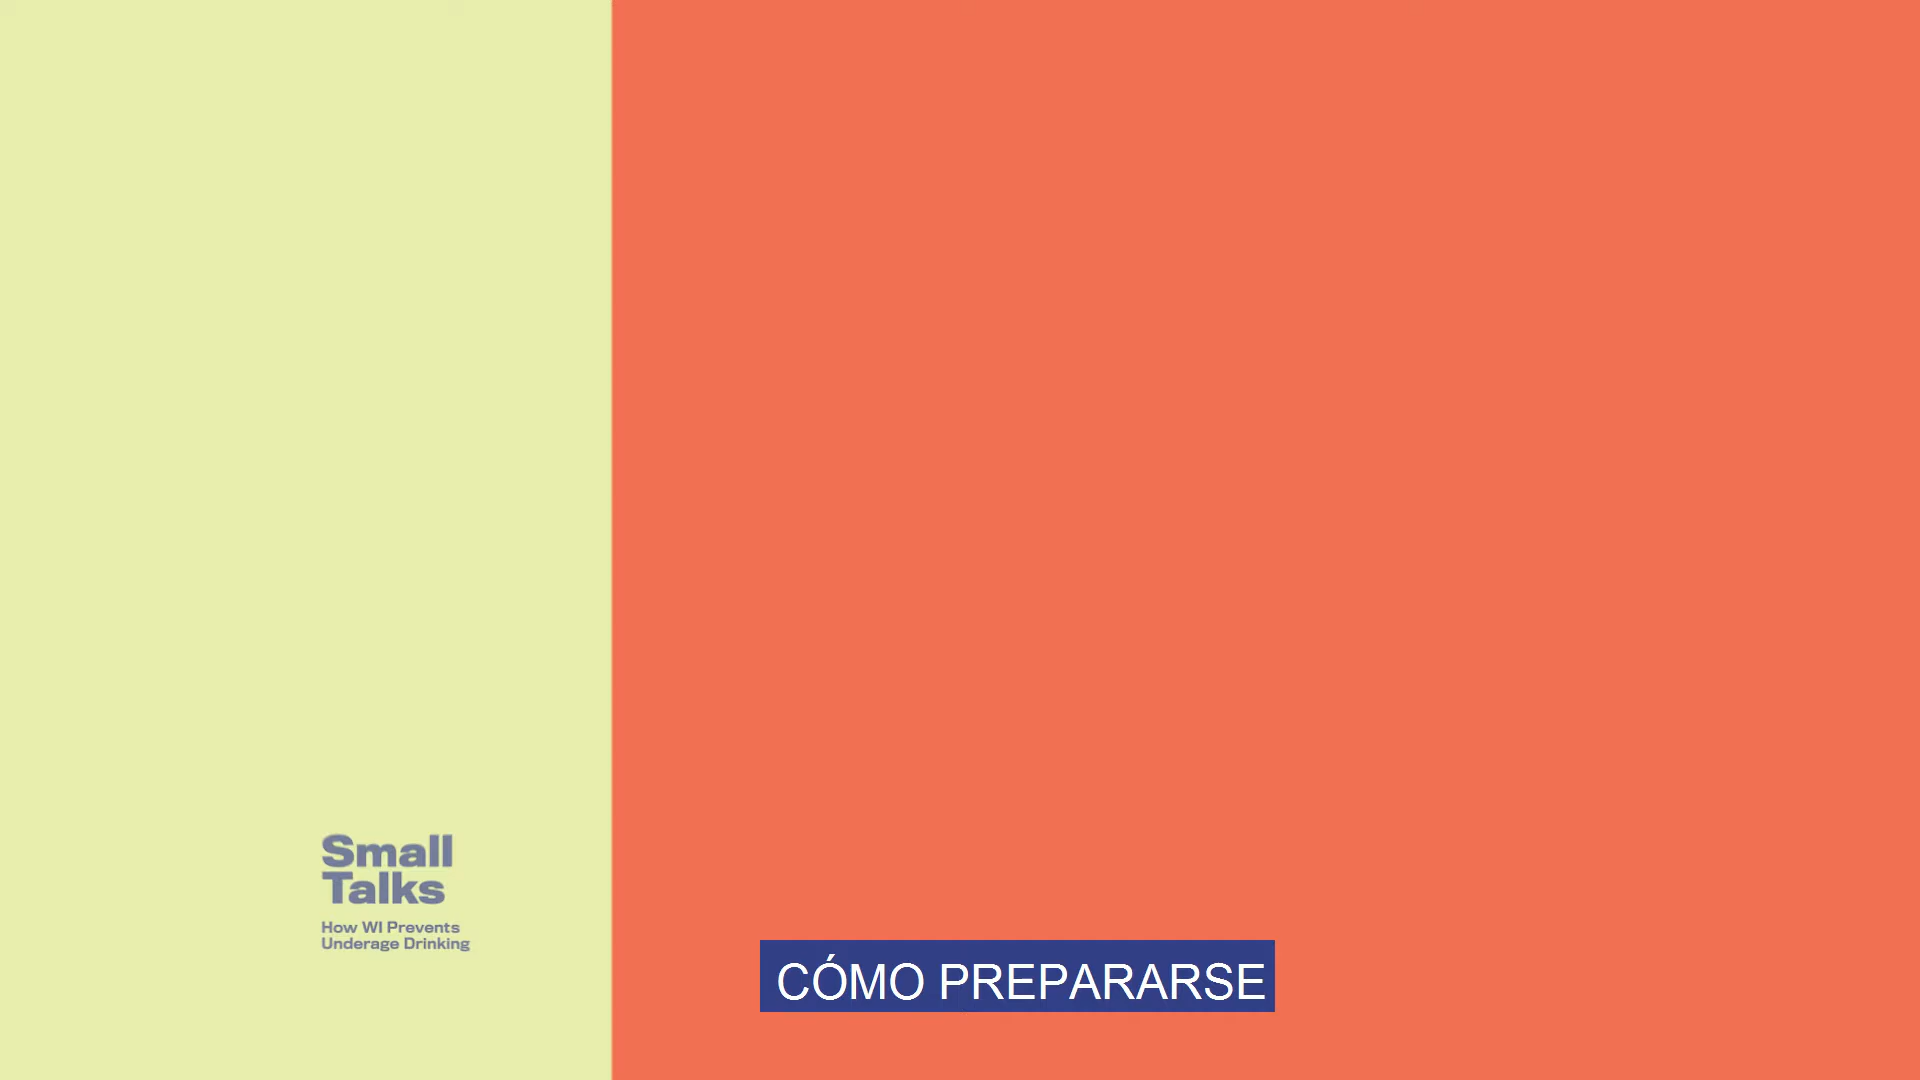 Small
Talks
How WI Prevents
Underage Drinking
CÓMO PREPARARSE